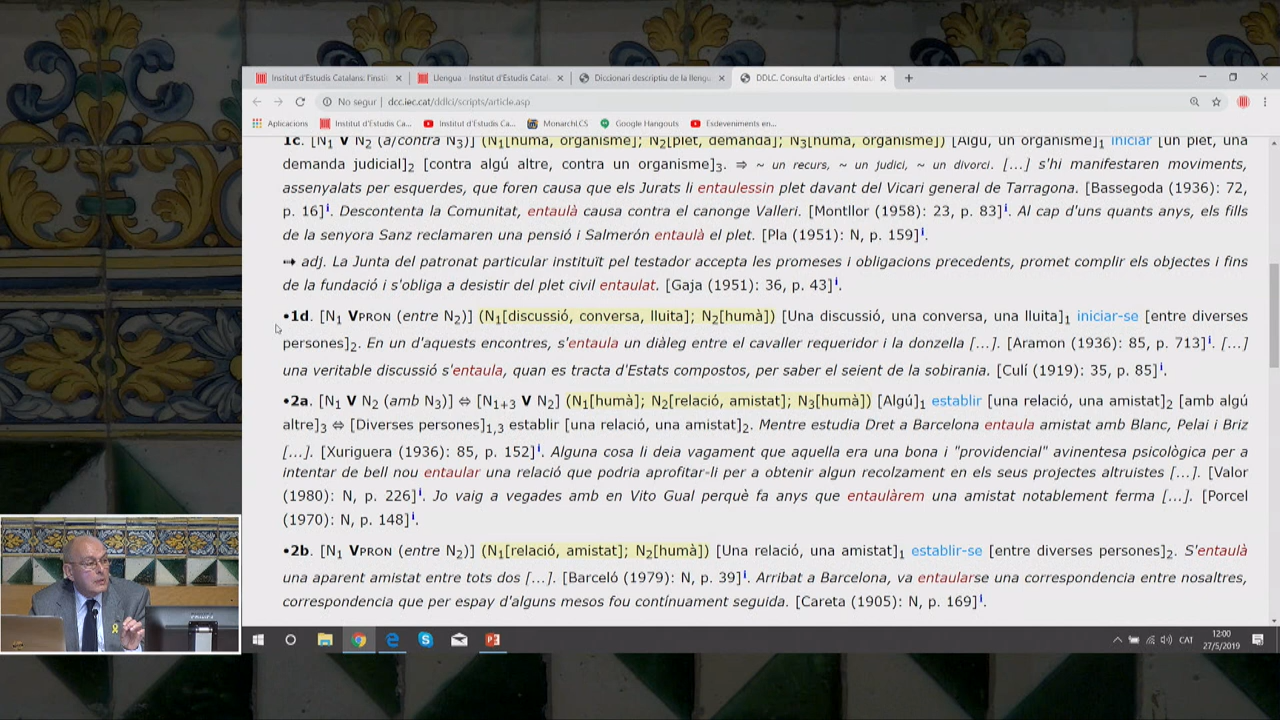 Institut d'Estudis Catalans. l'insti
Llengua - Institut d'Estudis Catal
Diccionari descriptiu de la llengu
DDLC. Consulta d'articles - entau
No segur | dcc.iec.cat/ddlci/scripts/article.asp
Aplicacions Institut d'Estudis Ca... Institut d'Estudis Ca... MonarchLCS Google Hangouts Esdeveniments en...
1c. [N1 V N2 (a/contra N3)] (N1[humà, organisme]; N2[plet, demanda]; N3[humà, organisme]) [Algú, un organisme]1 iniciar [un plet, una
demanda judicial]2 [contra algú altre, contra un organisme]3. ⇒ ~ un recurs, ~ un judici, ~ un divorci. [...] s'hi manifestaren moviments,
assenyalats per esquerdes, que foren causa que els Jurats li entaulessin plet davant del Vicari general de Tarragona. [Bassegoda (1936): 72,
p. 16]i. Descontenta la Comunitat, entaulà causa contra el canonge Valleri. [Montllor (1958): 23, p. 83]i. Al cap d'uns quants anys, els fills
de la senyora Sanz reclamaren una pensió i Salmerón entaulà el plet. [Pla (1951): N, p. 159]i.
⇢ adj. La Junta del patronat particular instituït pel testador accepta les promeses i obligacions precedents, promet complir els objectes i fins
de la fundació i s'obliga a desistir del plet civil entaulat. [Gaja (1951): 36, p. 43]i.
•1d. [N1 VPRON (entre N2)] (N1[discussió, conversa, lluita]; N2[humà]) [Una discussió, una conversa, una lluita]1 iniciar-se [entre diverses
persones]2. En un d'aquests encontres, s'entaula un diàleg entre el cavaller requeridor i la donzella [...]. [Aramon (1936): 85, p. 713]i. [...]
una veritable discussió s'entaula, quan es tracta d'Estats compostos, per saber el seient de la sobirania. [Culí (1919): 35, p. 85]i.
•2a. [N1 V N2 (amb N3)] ⇔ [N1+3 V N2] (N1[humà]; N2[relació, amistat]; N3[humà]) [Algú]1 establir [una relació, una amistat]2 [amb algú
altre]3 ⇔ [Diverses persones]1,3 establir [una relació, una amistat]2. Mentre estudia Dret a Barcelona entaula amistat amb Blanc, Pelai i Briz
[...]. [Xuriguera (1936): 85, p. 152]i. Alguna cosa li deia vagament que aquella era una bona i "providencial" avinentesa psicològica per a
intentar de bell nou entaular una relació que podria aprofitar-li per a obtenir algun recolzament en els seus projectes altruistes [...]. [Valor
(1980): N, p. 226]i. Jo vaig a vegades amb en Vito Gual perquè fa anys que entaulàrem una amistat notablement ferma [...]. [Porcel
(1970): N, p. 148]i.
•2b. [N1 VPRON (entre N2)] (N1[relació, amistat]; N2[humà]) [Una relació, una amistat]1 establir-se [entre diverses persones]2. S'entaulà
una aparent amistat entre tots dos [...]. [Barceló (1979): N, p. 39]i. Arribat a Barcelona, va entaularse una correspondencia entre nosaltres,
correspondencia que per espay d'alguns mesos fou contínuament seguida. [Careta (1905): N, p. 169]i.
CAT
12:00
27/5/2019